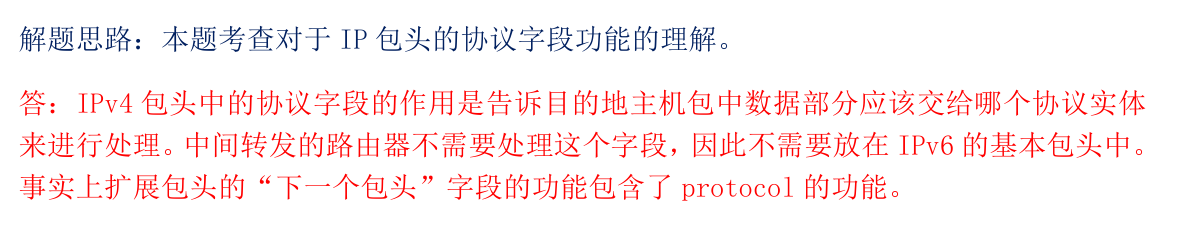 解题思路：本题考查对于 IP 包头的协议字段功能的理解。
答：IPv4 包头中的协议字段的作用是告诉目的地主机包中数据部分应该交给哪个协议实体
来进行处理。中间转发的路由器不需要处理这个字段，因此不需要放在 IPv6 的基本包头中。
事实上扩展包头的“下一个包头”字段的功能包含了 protocol 的功能。